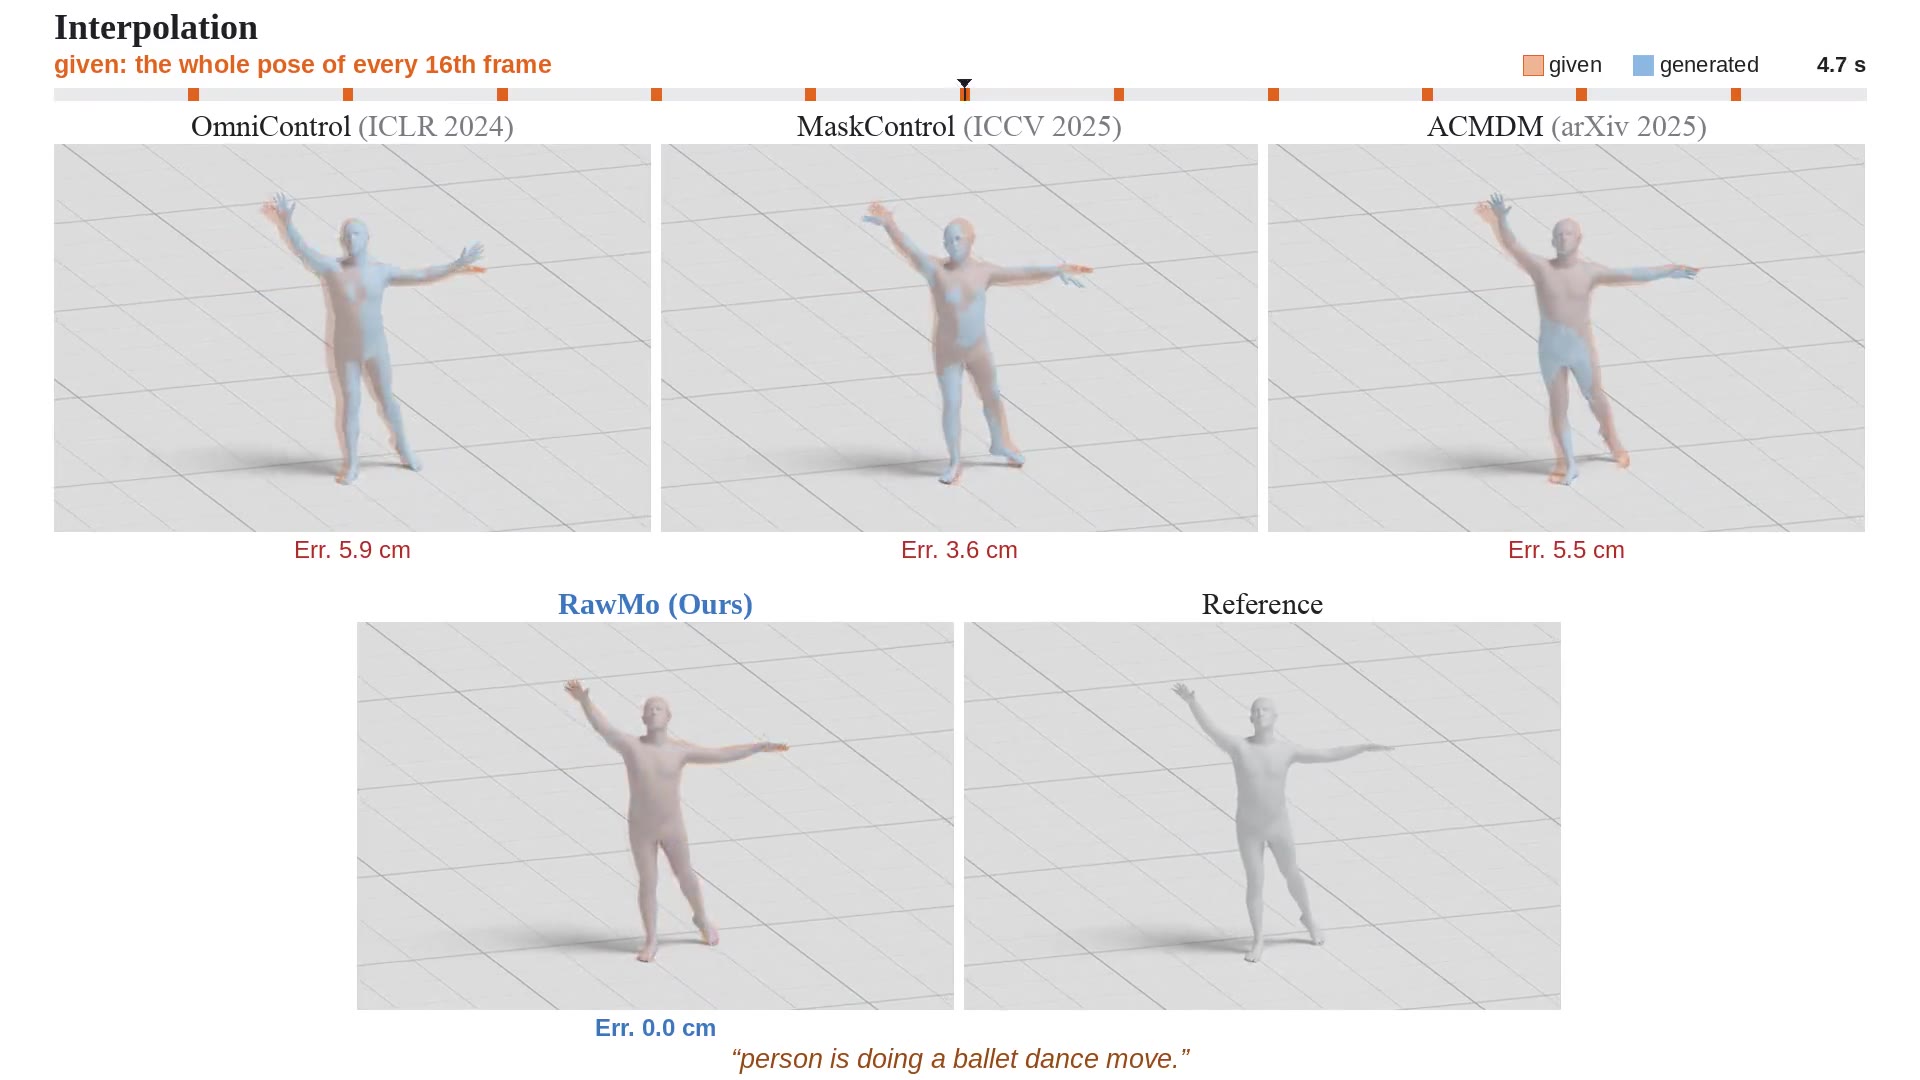 Interpolation
given: the whole pose of every 16th frame
given generated 4.7 s
OmniControl (ICLR 2024)
MaskControl (ICCV 2025)
ACMDM (arXiv 2025)
Err. 5.9 cm
Err. 3.6 cm
Err. 5.5 cm
RawMo (Ours)
Reference
Err. 0.0 cm
“person is doing a ballet dance move.”